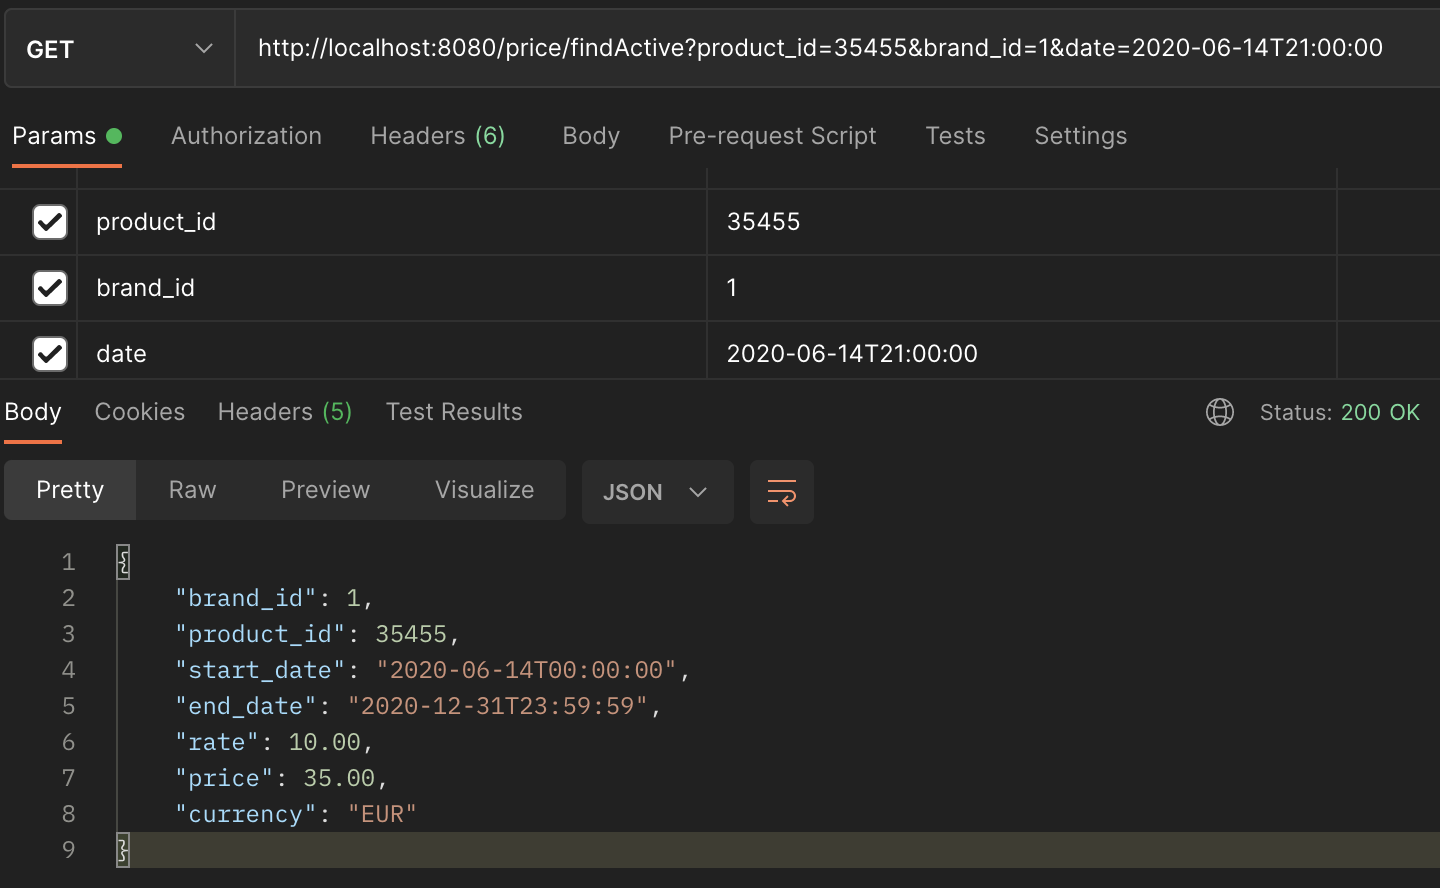 GET http://localhost:8080/price/findActive?product_id=35455&brand_id=1&date=2020-06-14T21:00:00
Params Authorization Headers (6) Body Pre-request Script Tests Settings
product_id 35455
brand_id 1
date 2020-06-14T21:00:00
Body Cookies Headers (5) Test Results Status: 200 OK
Pretty Raw Preview Visualize JSON
1 {
2 "brand_id": 1,
3 "product_id": 35455,
4 "start_date": "2020-06-14T00:00:00",
5 "end_date": "2020-12-31T23:59:59",
6 "rate": 10.00,
7 "price": 35.00,
8 "currency": "EUR"
9 }